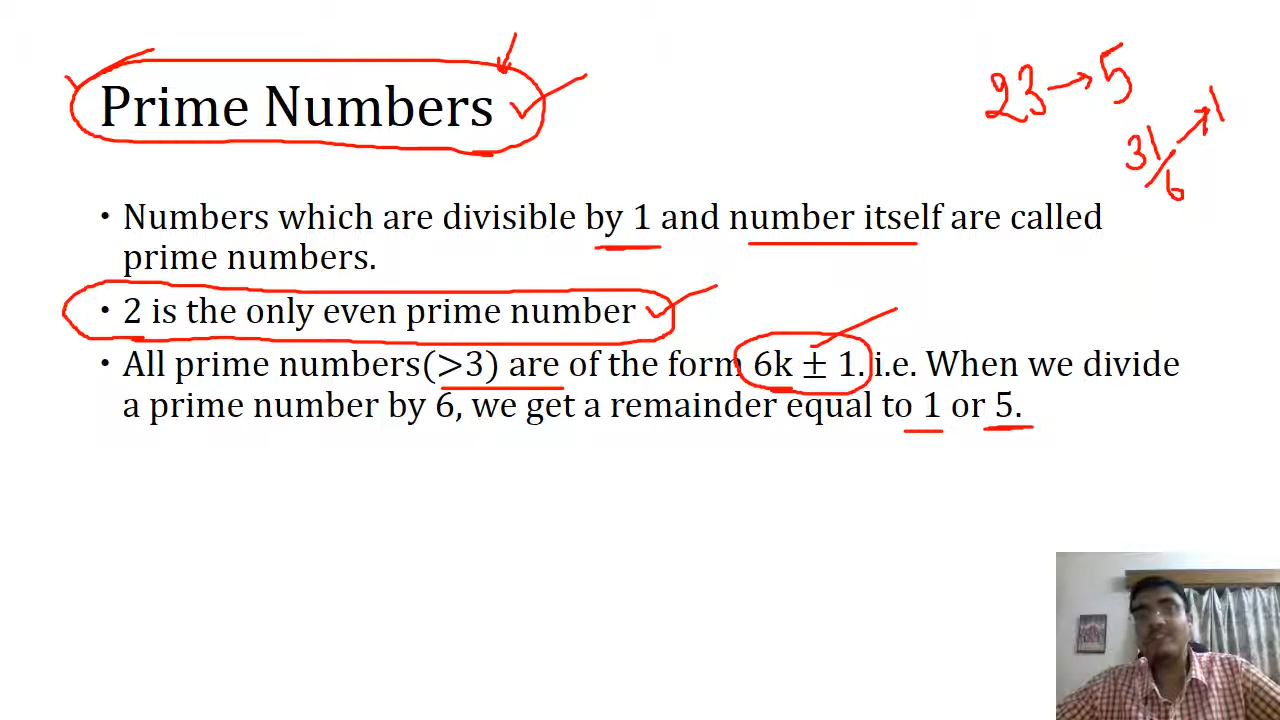 Prime Numbers
23 → 5
31/6 → 1
• Numbers which are divisible by 1 and number itself are called
prime numbers.
• 2 is the only even prime number
• All prime numbers(>3) are of the form 6k ± 1. i.e. When we divide
a prime number by 6, we get a remainder equal to 1 or 5.